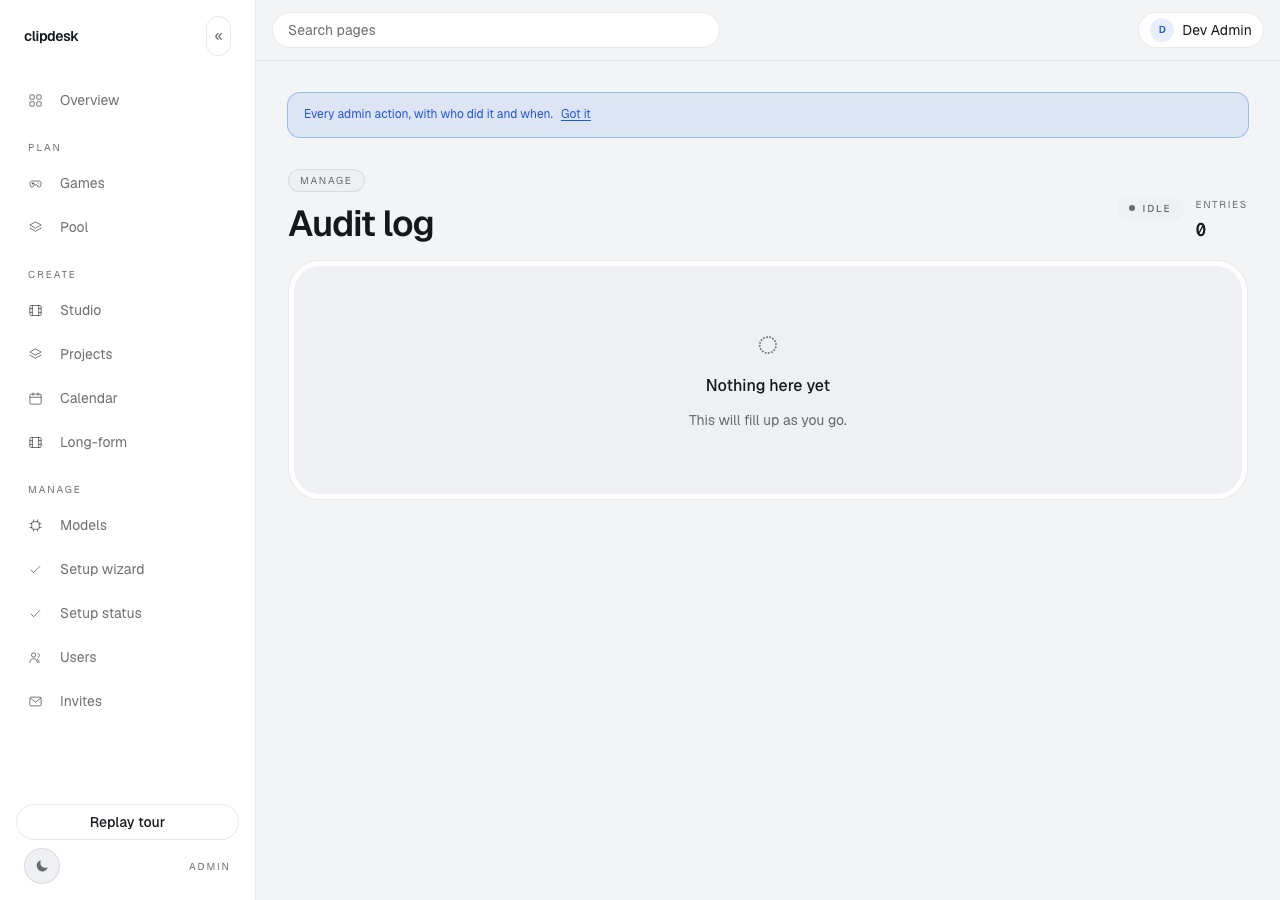 clipdesk
«
Search pages
D
Dev Admin
Overview
PLAN
Games
Pool
CREATE
Studio
Projects
Calendar
Long-form
MANAGE
Models
Setup wizard
Setup status
Users
Invites
Replay tour
ADMIN
Every admin action, with who did it and when. Got it
MANAGE
Audit log
IDLE
ENTRIES
0
Nothing here yet
This will fill up as you go.